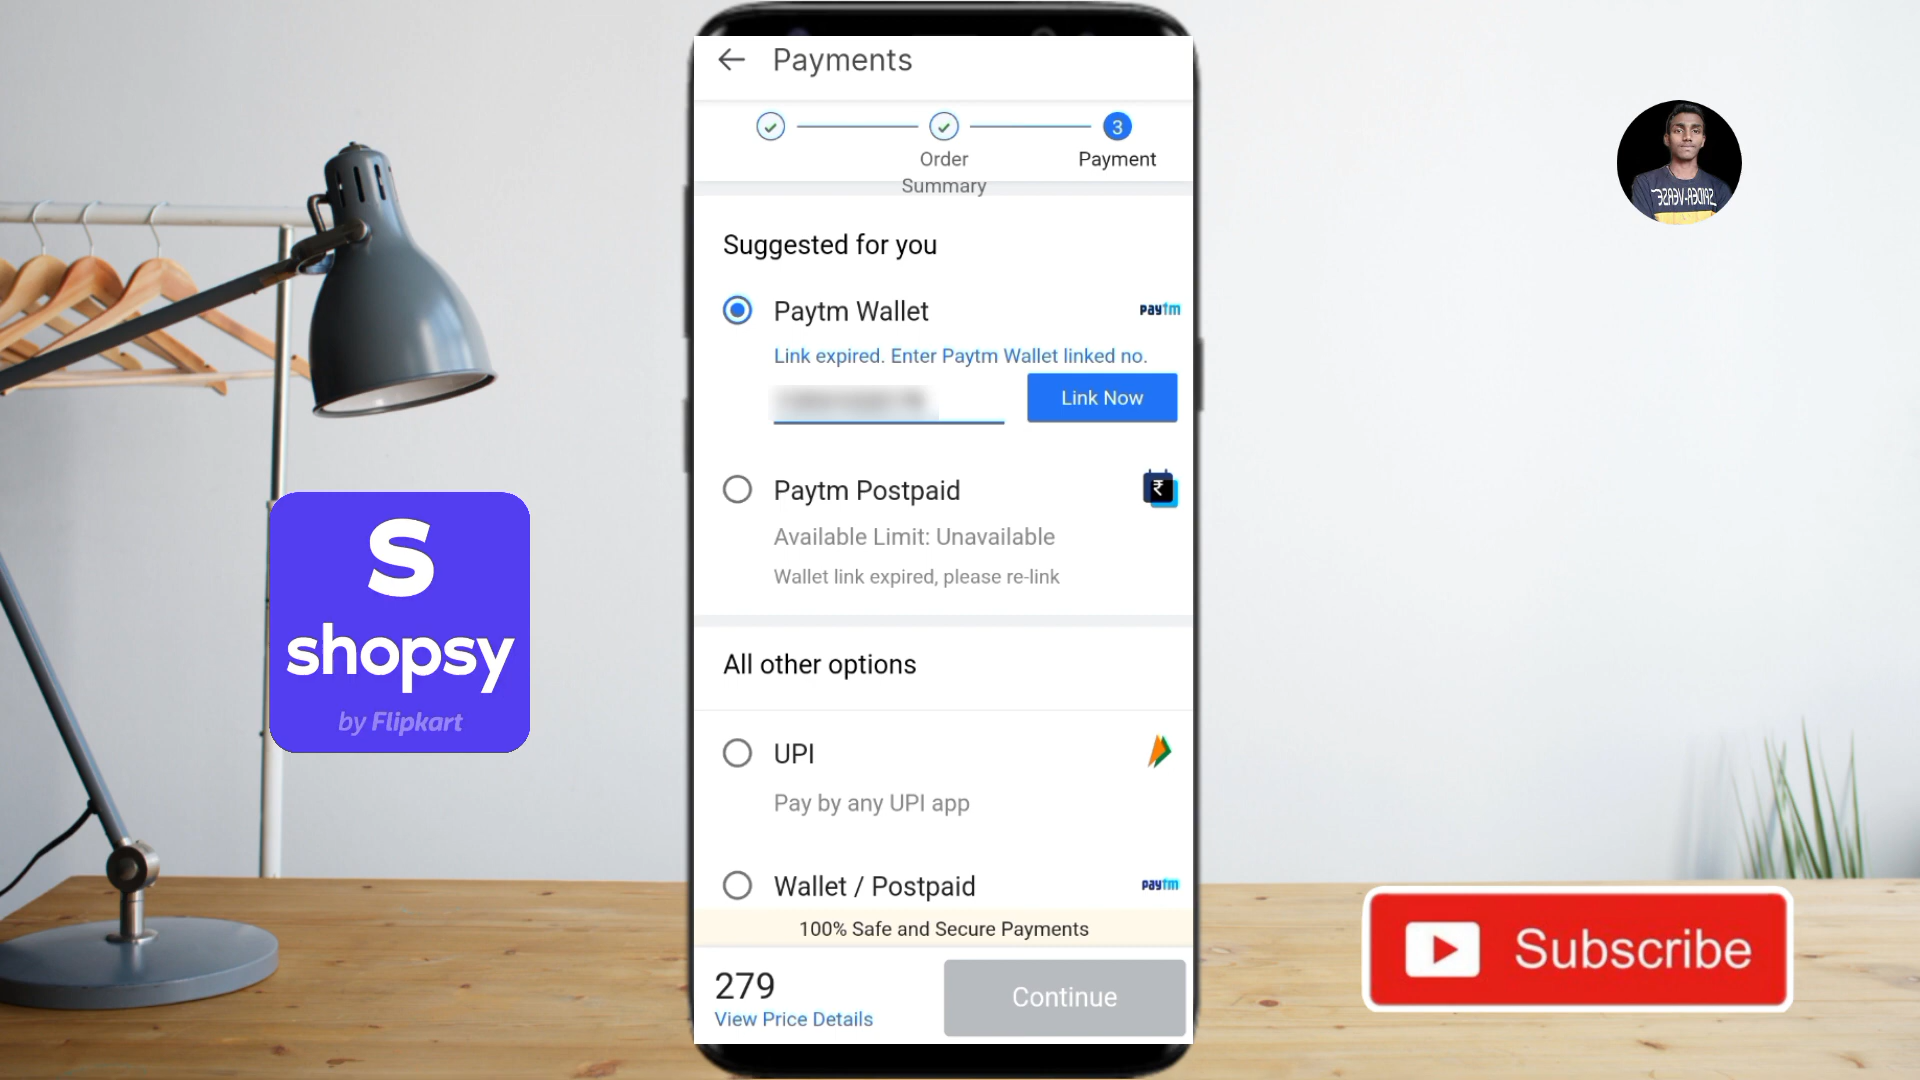 Payments
3
Order
Summary
Payment
Suggested for you
Paytm Wallet
paytm
Link expired. Enter Paytm Wallet linked no.
Link Now
Paytm Postpaid
₹
Available Limit: Unavailable
Wallet link expired, please re-link
All other options
UPI
Pay by any UPI app
Wallet / Postpaid
paytm
100% Safe and Secure Payments
279
View Price Details
Continue
S
shopsy
by Flipkart
SPIDER-VERSE
Subscribe